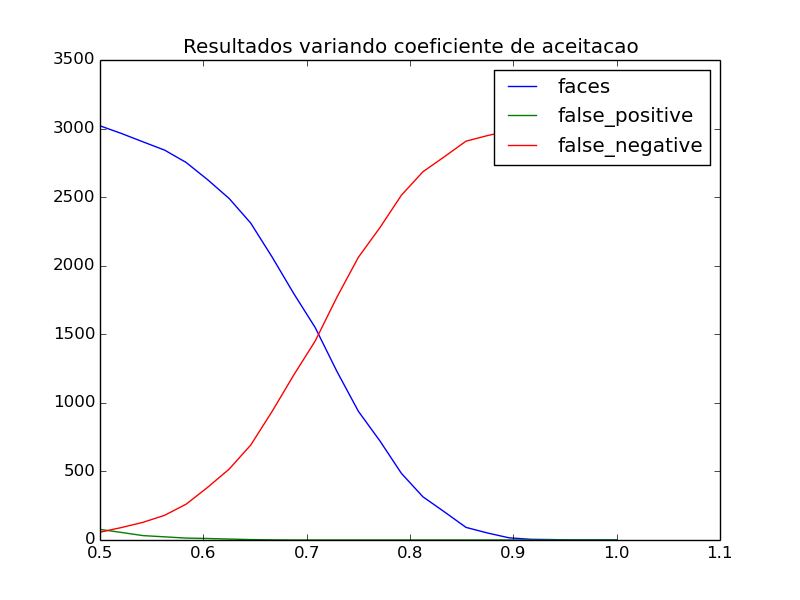 Resultados variando coeficiente de aceitacao
3500
3000
2500
2000
1500
1000
500
0
faces
false_positive
false_negative
0.5 0.6 0.7 0.8 0.9 1.0 1.1